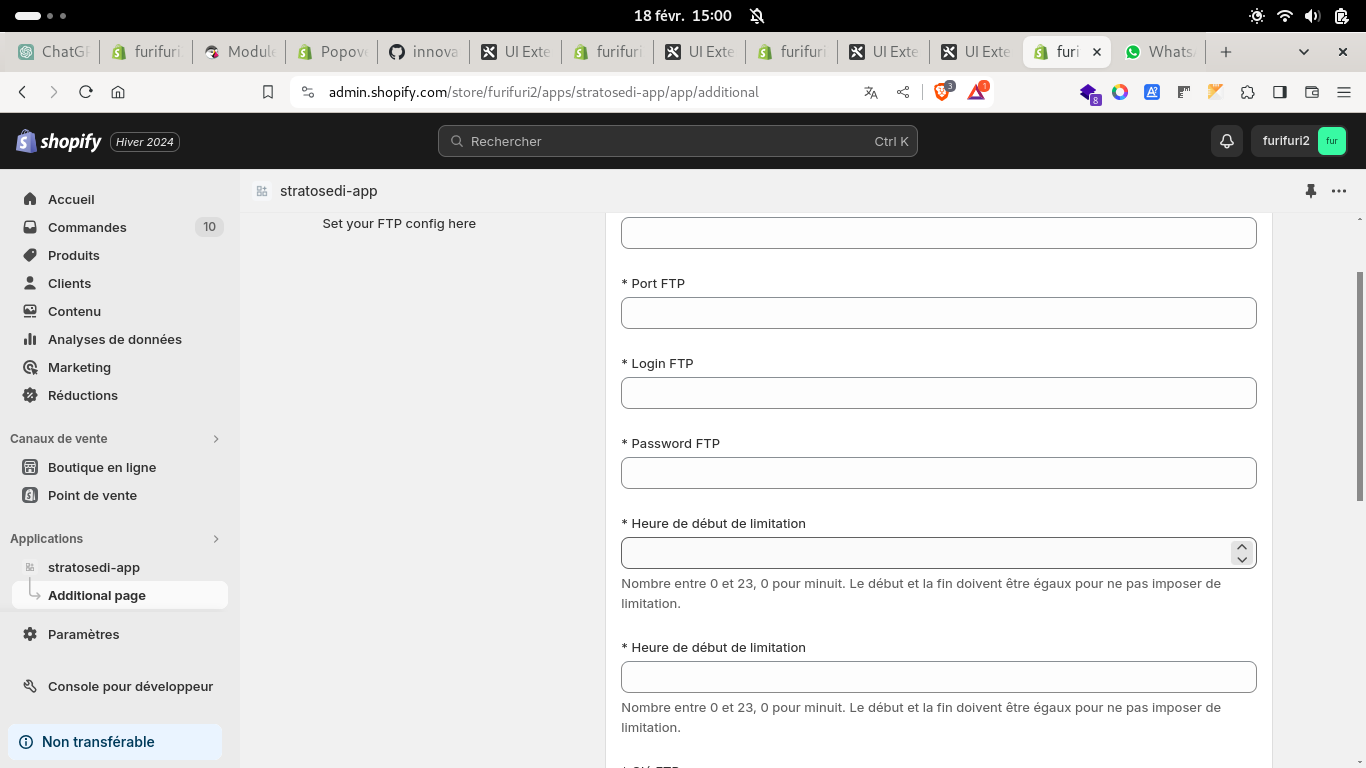 18 févr. 15:00
ChatGP
furifuri
Module
Popove
innova
UI Exte
furifuri
UI Exte
furifuri
UI Exte
UI Exte
furi
Whats
admin.shopify.com/store/furifuri2/apps/stratosedi-app/app/additional
3
1
8
shopify
Hiver 2024
Rechercher
Ctrl K
furifuri2
fur
Accueil
Commandes
10
Produits
Clients
Contenu
Analyses de données
Marketing
Réductions
Canaux de vente
Boutique en ligne
Point de vente
Applications
stratosedi-app
Additional page
Paramètres
Console pour développeur
Non transférable
stratosedi-app
Set your FTP config here
* Port FTP
* Login FTP
* Password FTP
* Heure de début de limitation
Nombre entre 0 et 23, 0 pour minuit. Le début et la fin doivent être égaux pour ne pas imposer de
limitation.
* Heure de début de limitation
Nombre entre 0 et 23, 0 pour minuit. Le début et la fin doivent être égaux pour ne pas imposer de
limitation.